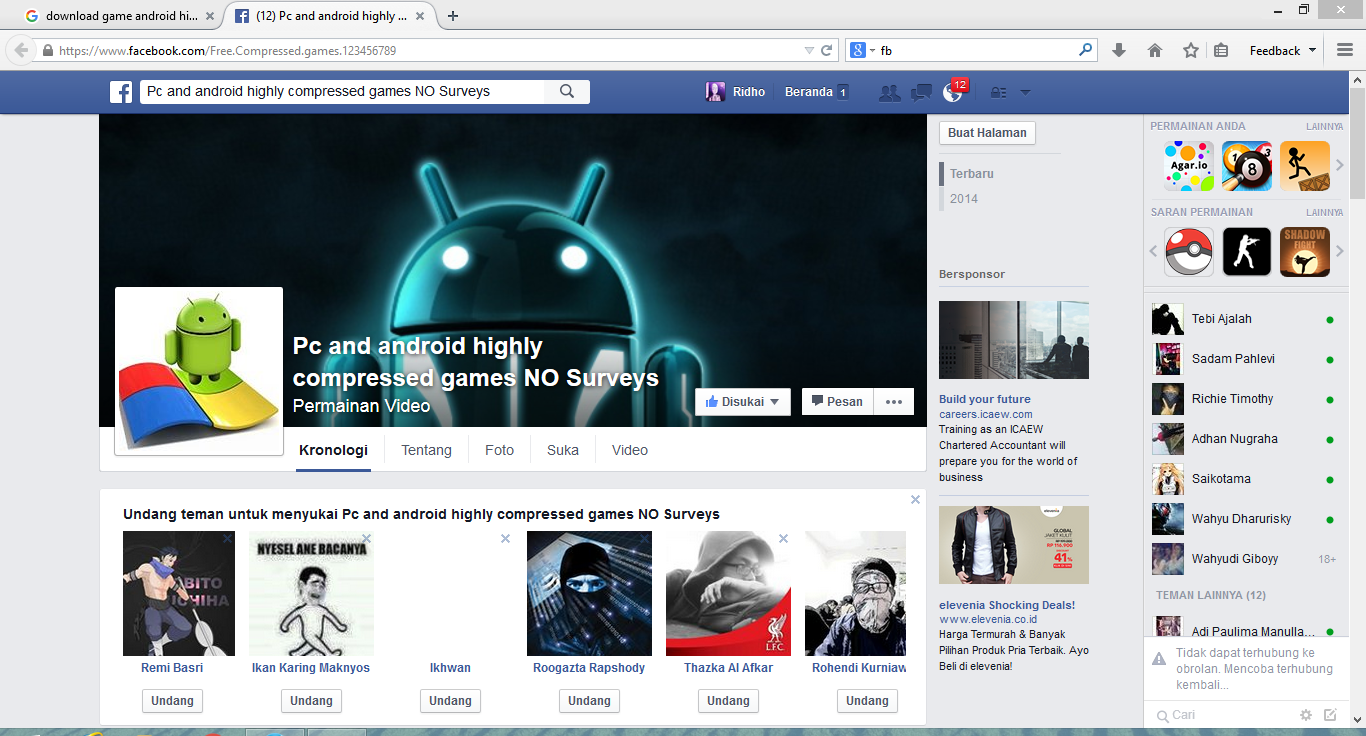 download game android hi...
(12) Pc and android highly ...
https://www.facebook.com/Free.Compressed.games.123456789
fb
Feedback
Pc and android highly compressed games NO Surveys
Ridho
Beranda 1
12
Pc and android highly
compressed games NO Surveys
Permainan Video
Disukai
Pesan
Kronologi
Tentang
Foto
Suka
Video
Undang teman untuk menyukai Pc and android highly compressed games NO Surveys
NYESEL ANE BACANYA
LFC
Remi Basri
Ikan Karing Maknyos
Ikhwan
Roogazta Rapshody
Thazka Al Afkar
Rohendi Kurniaw
Undang
Undang
Undang
Undang
Undang
Undang
Buat Halaman
Terbaru
2014
Bersponsor
Build your future
careers.icaew.com
Training as an ICAEW
Chartered Accountant will
prepare you for the world of
business
elevenia
GLOBAL
JAKET KULIT
RP 116,900
41%
elevenia Shocking Deals!
www.elevenia.co.id
Harga Termurah & Banyak
Pilihan Produk Pria Terbaik. Ayo
Beli di elevenia!
PERMAINAN ANDA
LAINNYA
Agar.io
8
SARAN PERMAINAN
LAINNYA
SHADOW
FIGHT
Tebi Ajalah
Sadam Pahlevi
Richie Timothy
Adhan Nugraha
Saikotama
Wahyu Dharurisky
Wahyudi Giboyy
18+
TEMAN LAINNYA (12)
Adi Paulima Manulla...
Tidak dapat terhubung ke
obrolan. Mencoba terhubung
kembali...
Cari